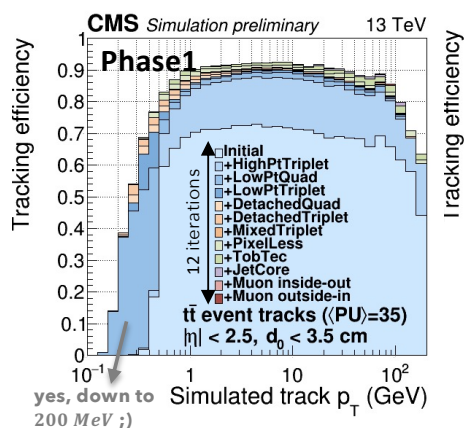 CMS Simulation preliminary 13 TeV
Phase1
Tracking efficiency
Tracking efficiency
1
0.9
0.8
0.7
0.6
0.5
0.4
0.3
0.2
0.1
0
12 iterations
Initial
+HighPtTriplet
+LowPtQuad
+LowPtTriplet
+DetachedQuad
+DetachedTriplet
+MixedTriplet
+PixelLess
+TobTec
+JetCore
+Muon inside-out
+Muon outside-in
tt̄ event tracks (⟨PU⟩=35)
|η| < 2.5, d₀ < 3.5 cm
10⁻¹ 1 10 10²
Simulated track p_T (GeV)
yes, down to
200 MeV ;)